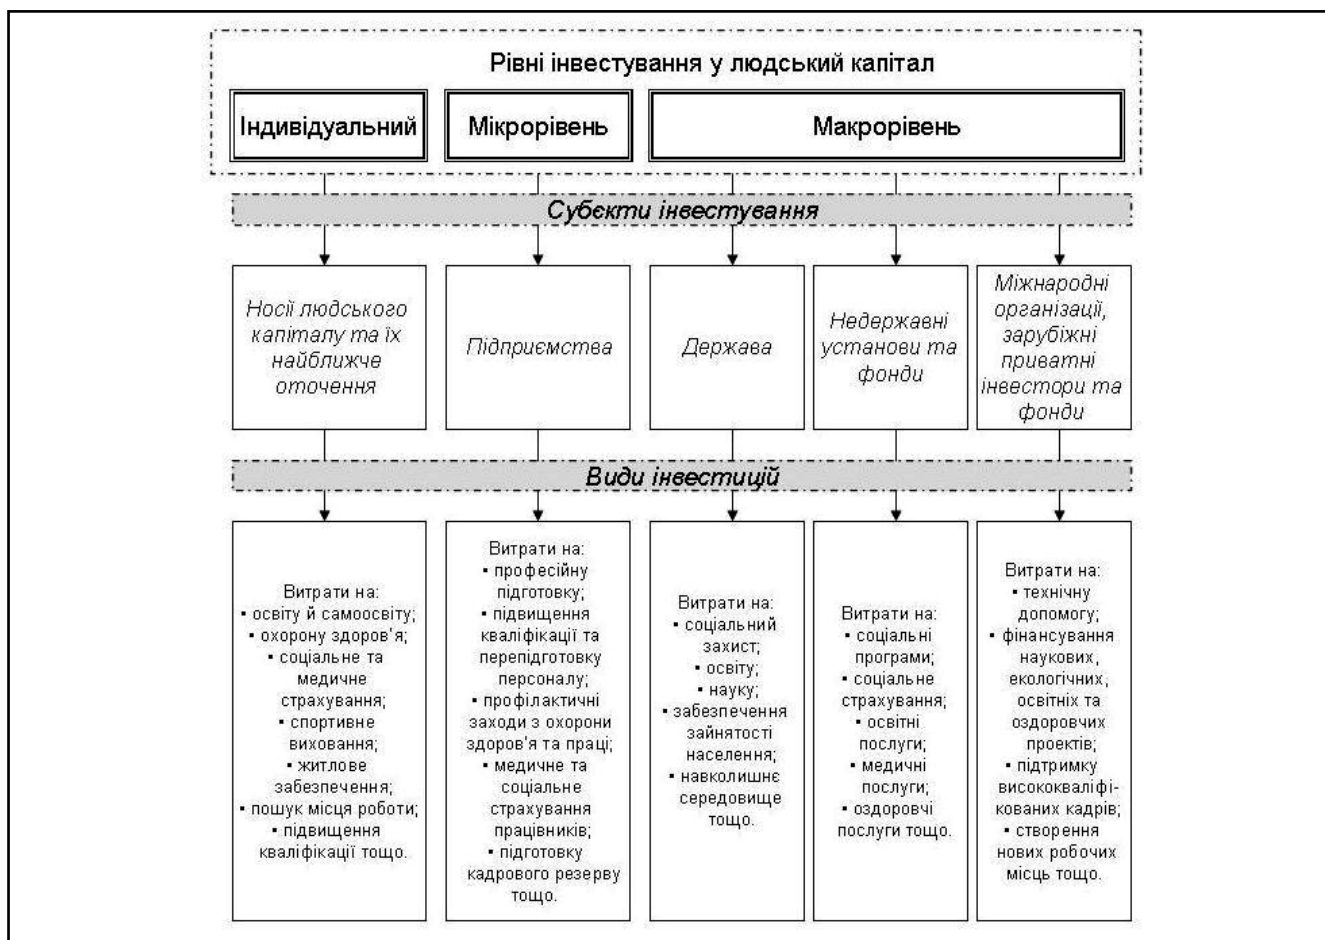 Рівні інвестування у людський капітал
Індивідуальний
Мікрорівень
Макрорівень
Субєкти інвестування
Носії людського
капіталу та їх
найближче
оточення
Підприємства
Держава
Недержавні
установи та
фонди
Міжнародні
організації,
зарубіжні
приватні
інвестори та
фонди
Види інвестицій
Витрати на:
▪ освіту й самоосвіту;
▪ охорону здоров'я;
▪ соціальне та
медичне
страхування;
▪ спортивне
виховання;
▪ житлове
забезпечення;
▪ пошук місця роботи;
▪ підвищення
кваліфікації тощо.
Витрати на:
▪ професійну
підготовку;
▪ підвищення
кваліфікації та
перепідготовку
персоналу;
▪ профілактичні
заходи з охорони
здоров'я та праці;
▪ медичне та
соціальне
страхування
працівників;
▪ підготовку
кадрового резерву
тощо.
Витрати на:
▪ соціальний
захист;
▪ освіту;
▪ науку;
▪ забезпечення
зайнятості
населення;
▪ навколишнє
середовище
тощо.
Витрати на:
▪ соціальні
програми;
▪ соціальне
страхування;
▪ освітні
послуги;
▪ медичні
послуги;
▪ оздоровчі
послуги тощо.
Витрати на:
▪ технічну
допомогу;
▪ фінансування
наукових,
екологічних,
освітніх та
оздоровчих
проектів;
▪ підтримку
висококваліфі-
кованих кадрів;
▪ створення
нових робочих
місць тощо.